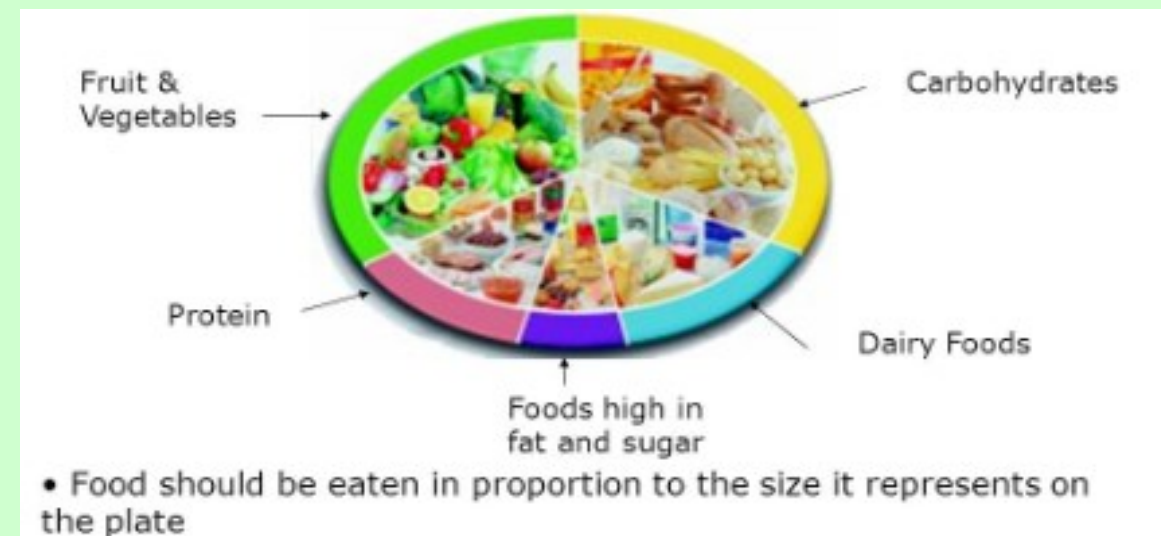 Fruit &
Vegetables
Carbohydrates
Protein
Dairy Foods
Foods high in
fat and sugar
• Food should be eaten in proportion to the size it represents on
the plate